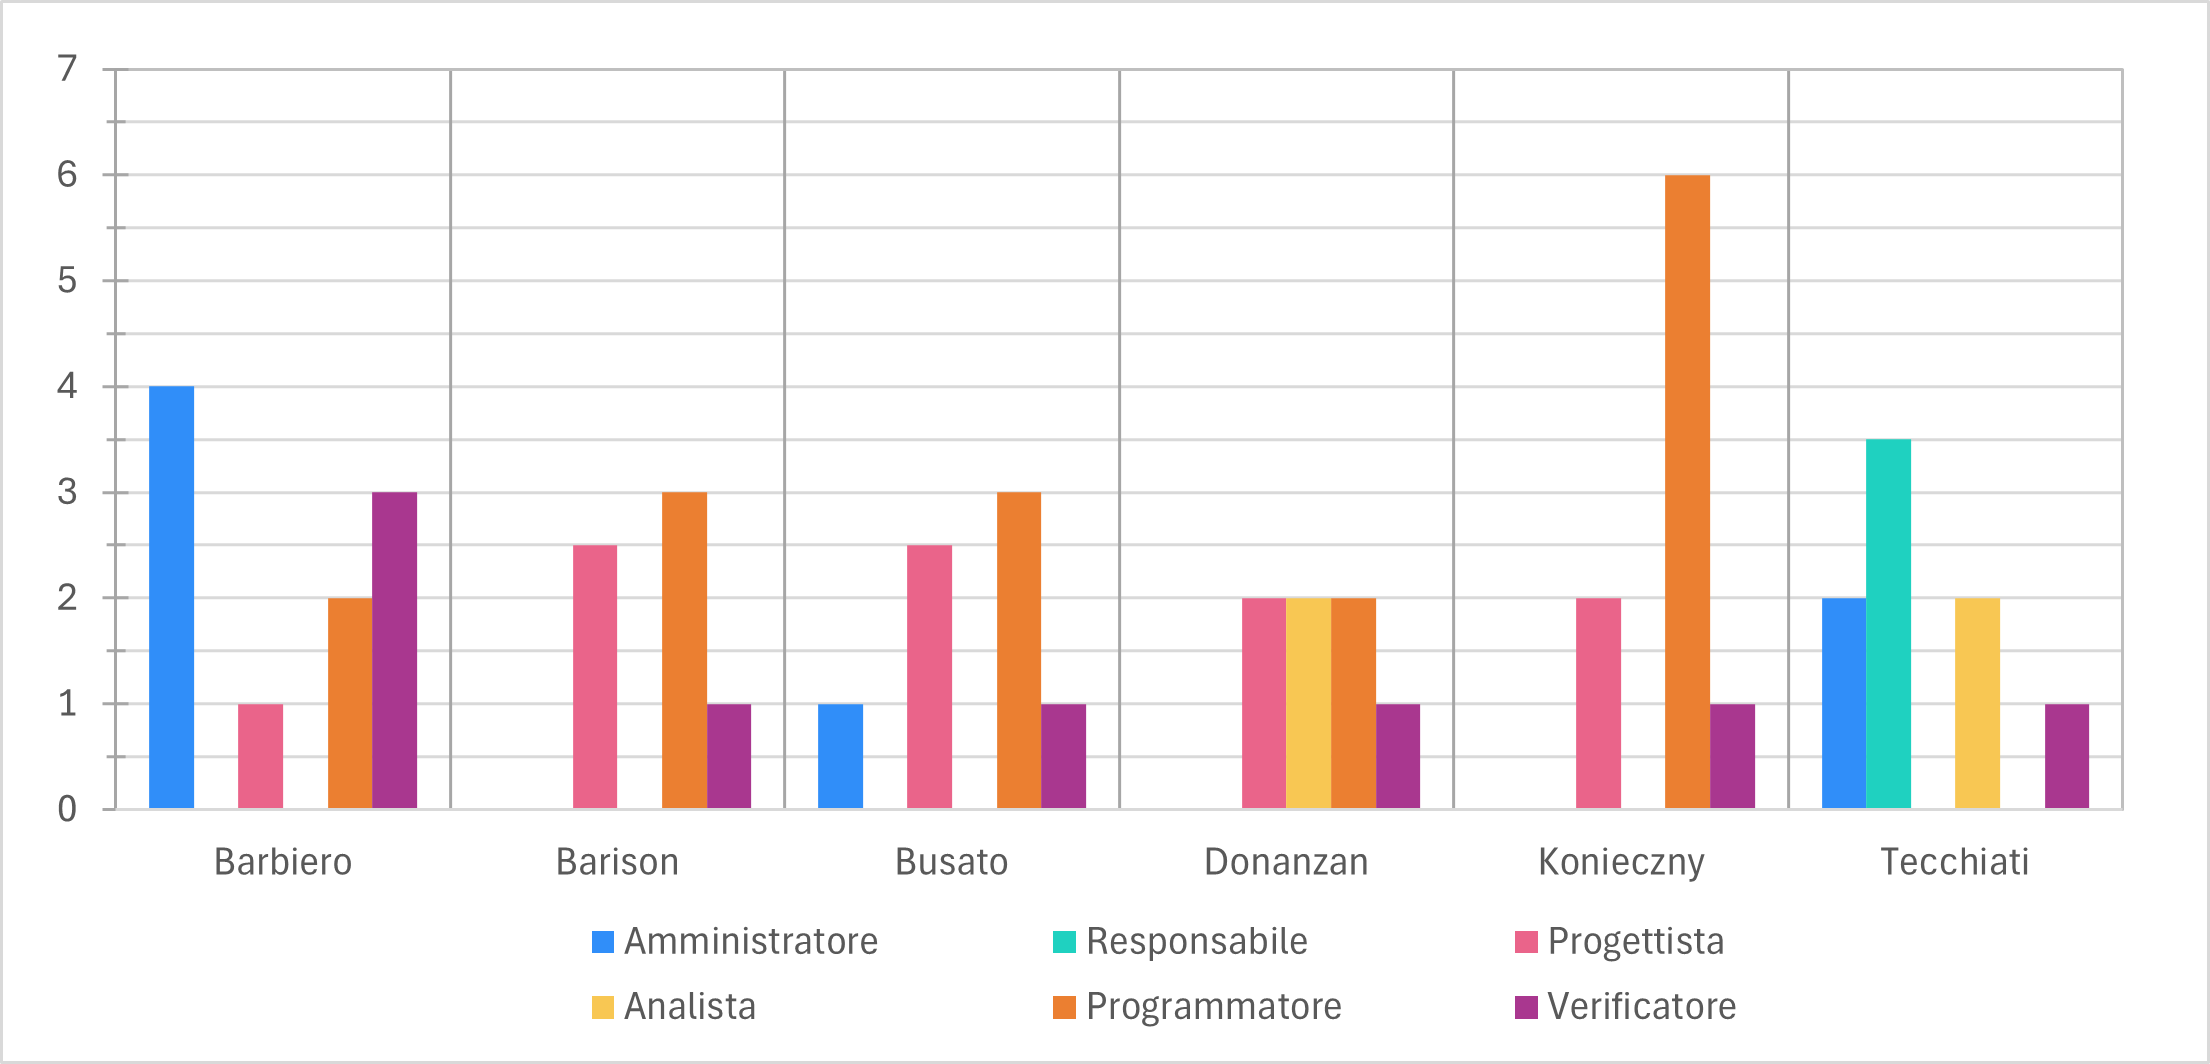 7
6
5
4
3
2
1
0
Barbiero Barison Busato Donanzan Konieczny Tecchiati
Amministratore Responsabile Progettista
Analista Programmatore Verificatore